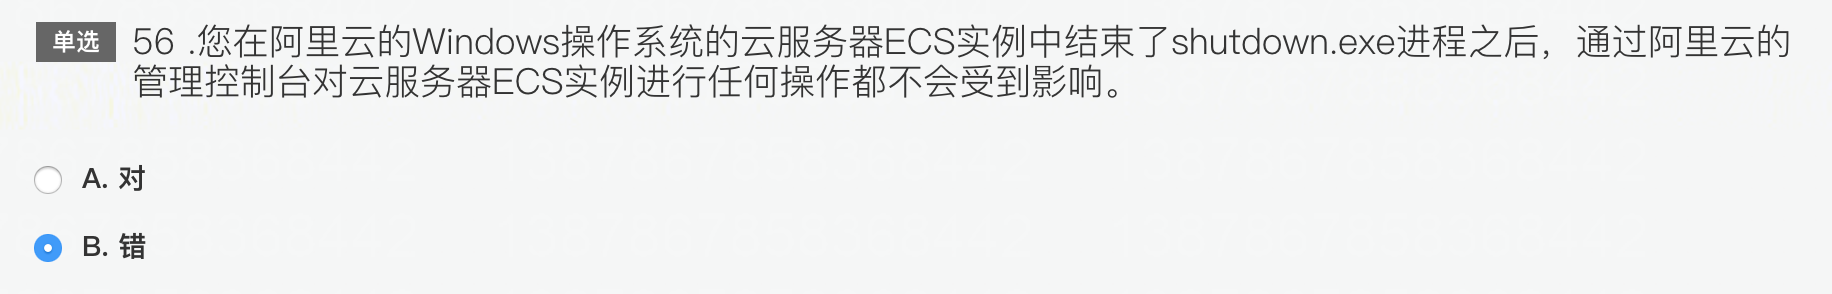 单选 56 .您在阿里云的Windows操作系统的云服务器ECS实例中结束了shutdown.exe进程之后，通过阿里云的
管理控制台对云服务器ECS实例进行任何操作都不会受到影响。
A. 对
B. 错